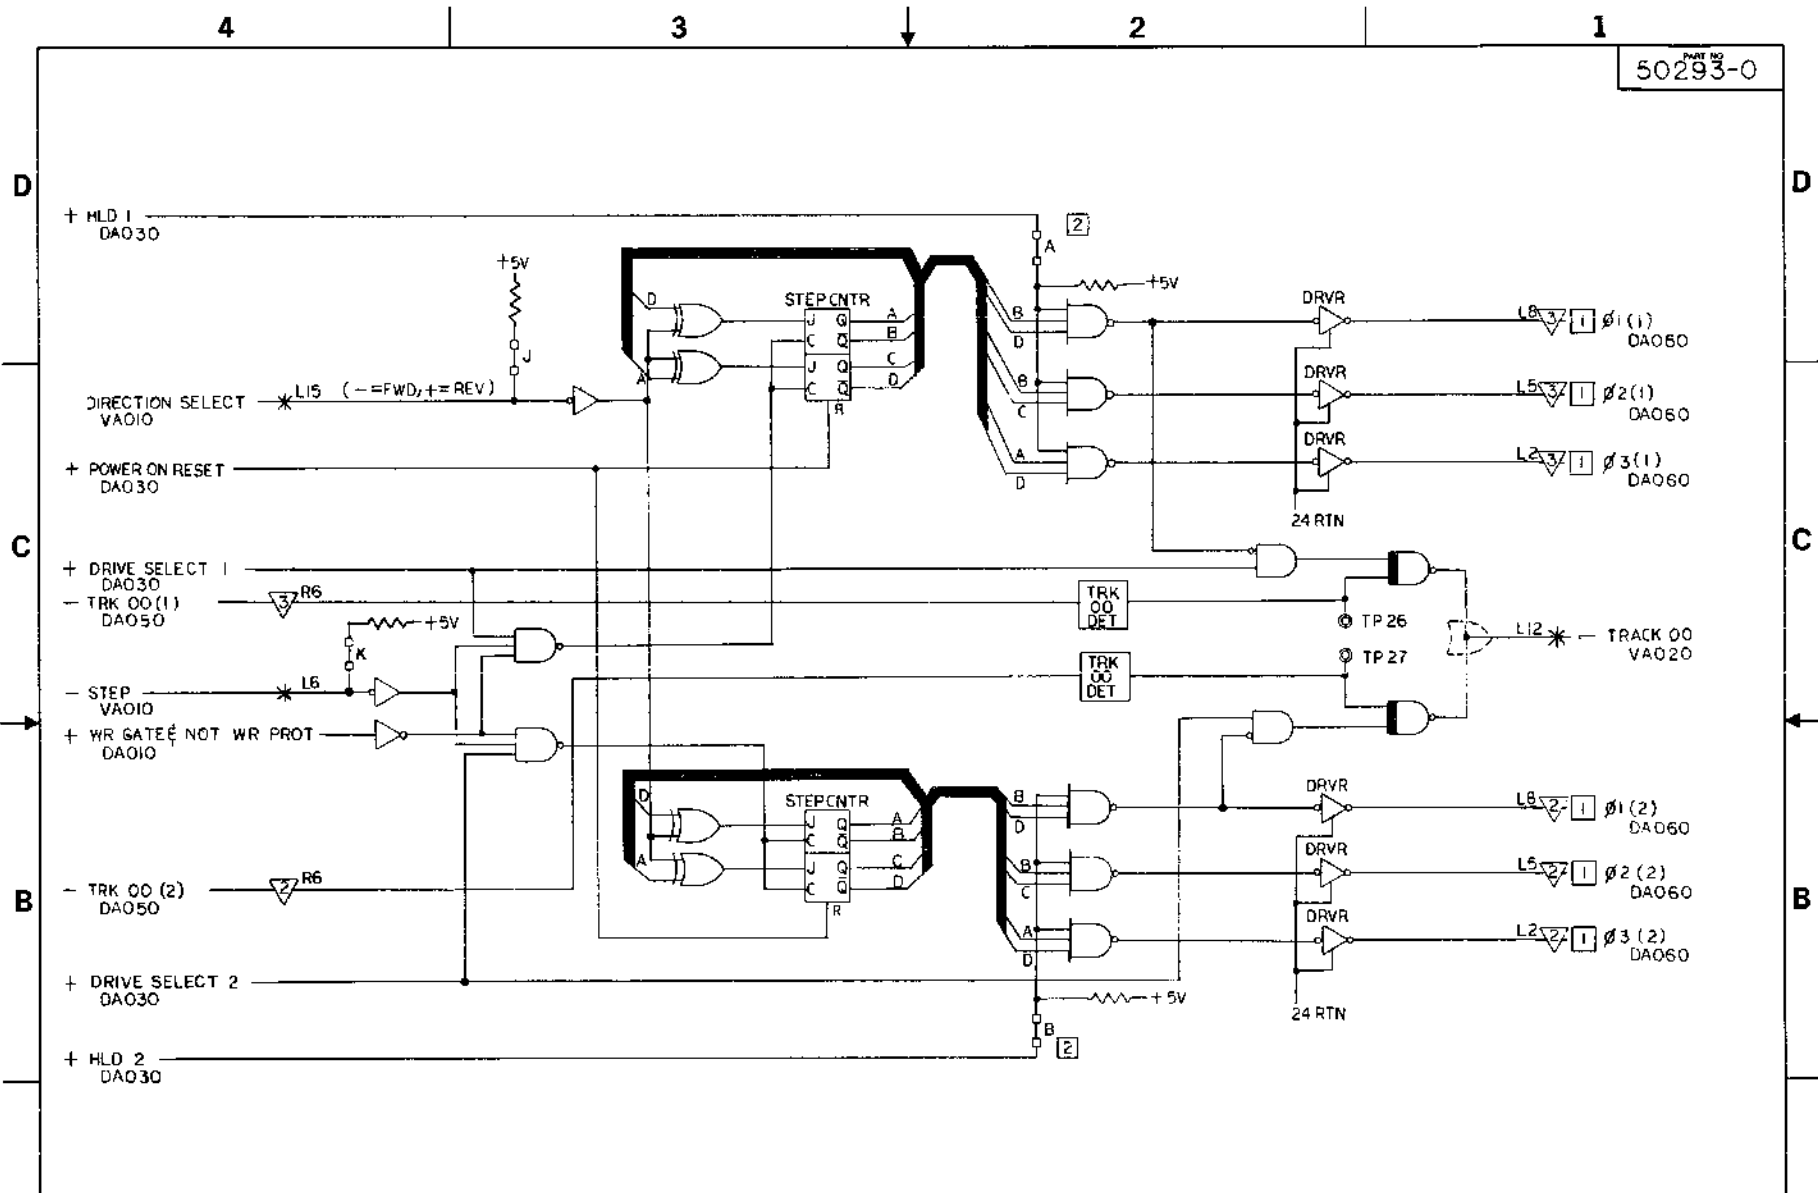 4 3 2 1
PART NO
50293-0
D D
+ HLD 1
DA030
2
A
+5V
+5V
STEP CNTR
D
J Q A
C Q B
J Q C
C Q D
R
A
J
B
D
B
C
A
D
DRVR
L8 3 1 Ø1(1)
DA060
DRVR
L5 3 1 Ø2(1)
DA060
DRVR
L2 3 1 Ø3(1)
DA060
24 RTN
DIRECTION SELECT L15 (-=FWD,+=REV)
VA010
+ POWER ON RESET
DA030
C C
+ DRIVE SELECT 1
DA030
- TRK 00(1) 3 R6
DA050
TRK
00
DET
TP 26
+5V
K
L12 - TRACK 00
VA020
TP 27
TRK
00
DET
- STEP L6
VA010
+ WR GATE & NOT WR PROT
DA010
STEPCNTR
D
J Q A
C Q B
J Q C
C Q D
R
A
B
D
B
C
A
D
DRVR
L8 2 1 Ø1(2)
DA060
DRVR
L5 2 1 Ø2(2)
DA060
DRVR
L2 2 1 Ø3(2)
DA060
24 RTN
- TRK 00 (2) 2 R6
DA050
B B
+ DRIVE SELECT 2
DA030
+5V
B
2
+ HLD 2
DA030